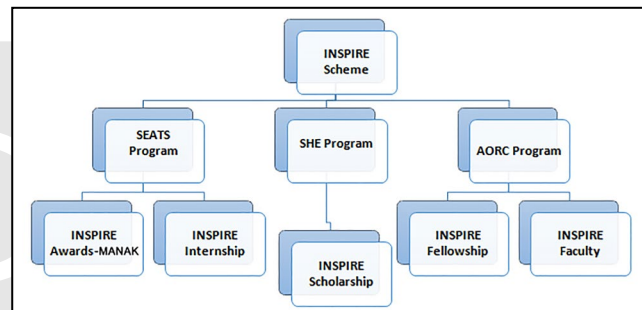 INSPIRE
Scheme
SEATS
Program
SHE Program
AORC Program
INSPIRE
Awards-MANAK
INSPIRE
Internship
INSPIRE
Scholarship
INSPIRE
Fellowship
INSPIRE
Faculty